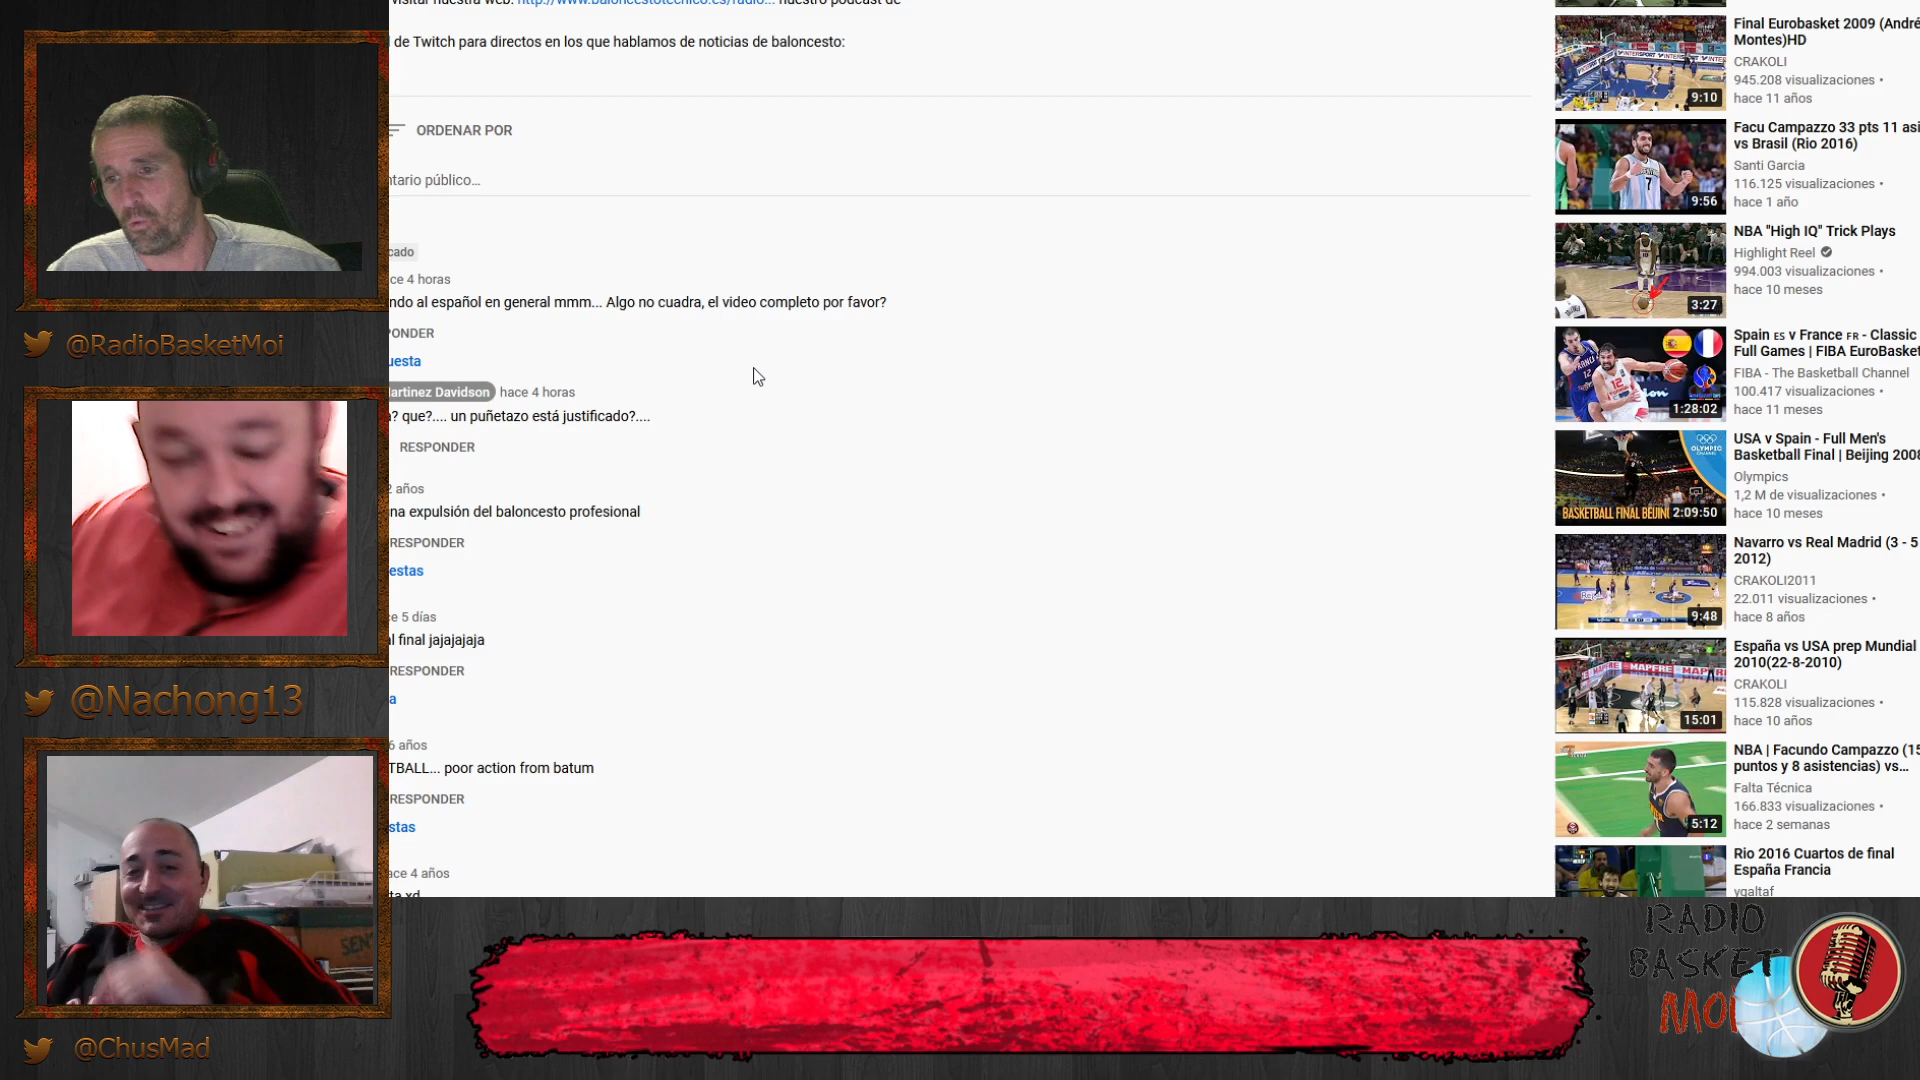 visitar nuestra web: http://www.baloncestotecnico.es/radio... nuestro podcast de
de Twitch para directos en los que hablamos de noticias de baloncesto:
ORDENAR POR
ntario público...
cado
ce 4 horas
ndo al español en general mmm... Algo no cuadra, el video completo por favor?
PONDER
uesta
artinez Davidson hace 4 horas
? que?.... un puñetazo está justificado?....
RESPONDER
2 años
na expulsión del baloncesto profesional
RESPONDER
estas
ce 5 días
l final jajajajaja
RESPONDER
a
6 años
TBALL... poor action from batum
RESPONDER
stas
ace 4 años
ta xd
@RadioBasketMoi
@Nachong13
@ChusMad
Final Eurobasket 2009 (André
Montes)HD
CRAKOLI
945.208 visualizaciones •
hace 11 años
9:10
Facu Campazzo 33 pts 11 asi
vs Brasil (Rio 2016)
Santi Garcia
116.125 visualizaciones •
hace 1 año
9:56
NBA "High IQ" Trick Plays
Highlight Reel
994.003 visualizaciones •
hace 10 meses
3:27
Spain ES v France FR - Classic
Full Games | FIBA EuroBasket
FIBA - The Basketball Channel
100.417 visualizaciones •
hace 11 meses
1:28:02
USA v Spain - Full Men's
Basketball Final | Beijing 2008
Olympics
1,2 M de visualizaciones •
hace 10 meses
BASKETBALL FINAL BEIJIN
2:09:50
Navarro vs Real Madrid (3 - 5
2012)
CRAKOLI2011
22.011 visualizaciones •
hace 8 años
9:48
España vs USA prep Mundial
2010(22-8-2010)
CRAKOLI
115.828 visualizaciones •
hace 10 años
15:01
NBA | Facundo Campazzo (15
puntos y 8 asistencias) vs...
Falta Técnica
166.833 visualizaciones •
hace 2 semanas
5:12
Rio 2016 Cuartos de final
España Francia
vgaltaf
RADIO
BASKET
MOi